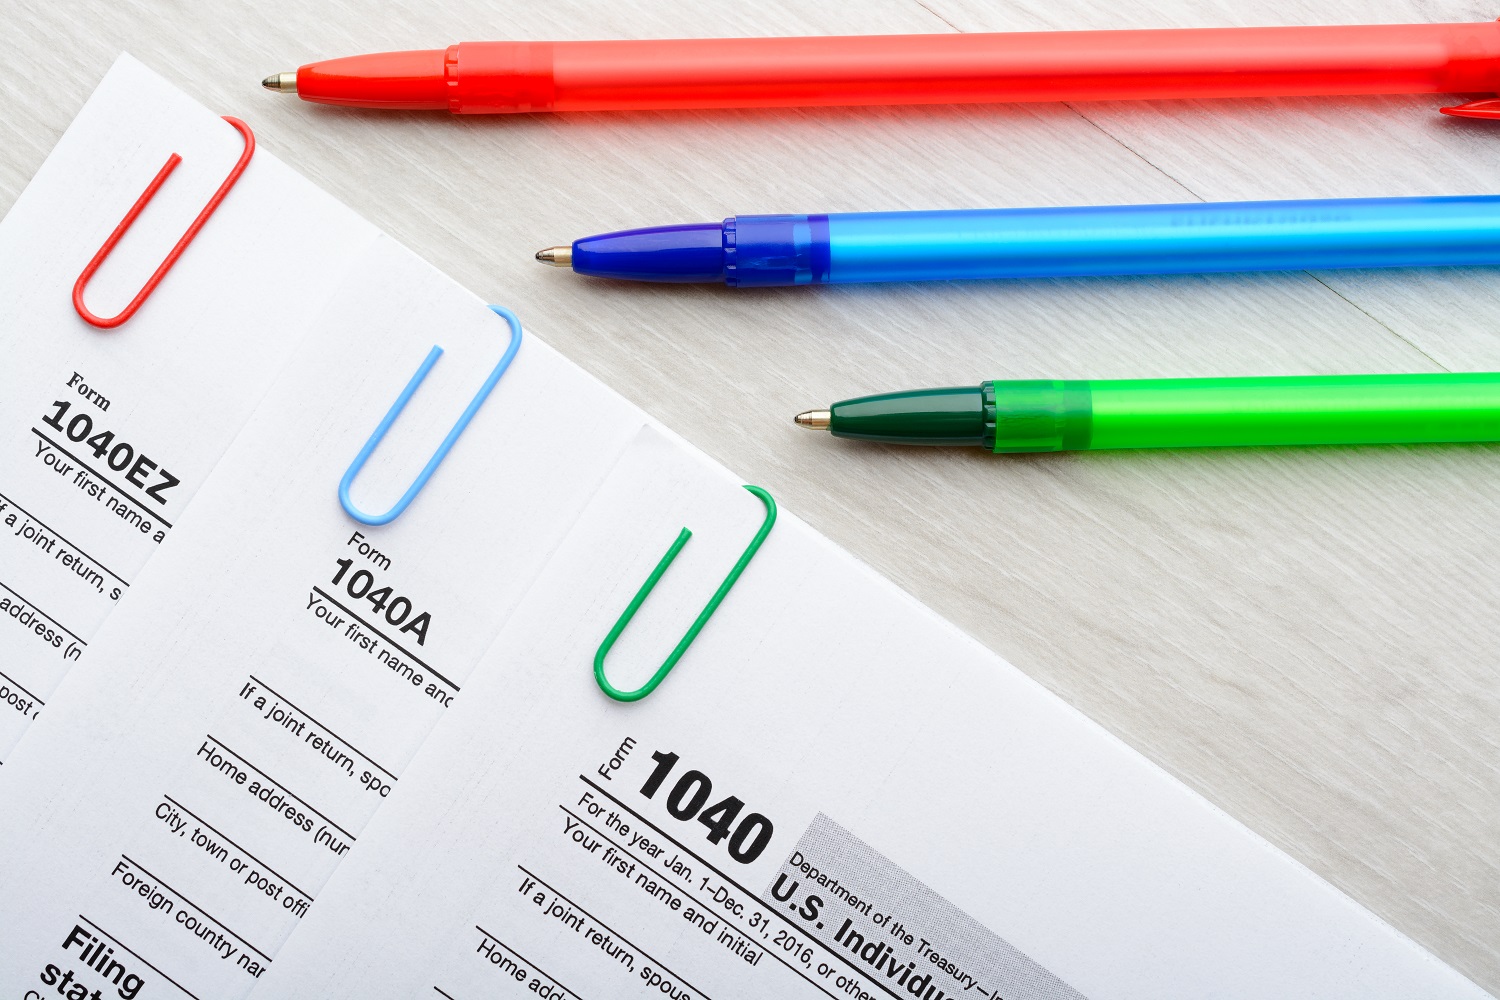 Form
1040EZ
Your first name a
If a joint return, s
address (n
post
Form
1040A
Your first name and
If a joint return, spo
Home address (nur
City, town or post offi
Foreign country nar
Filing
stat
Form
1040
Department of the Treasury—In
U.S. Individu
For the year Jan. 1–Dec. 31, 2016, or other
Your first name and initial
If a joint return, spous
Home add